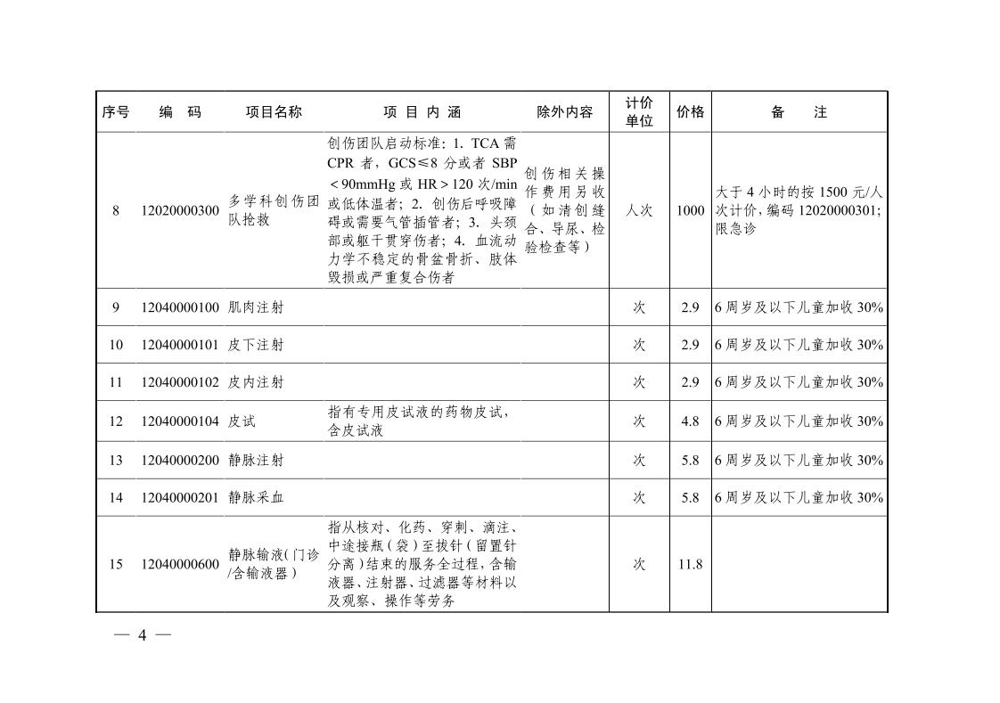 序号 编 码 项目名称 项 目 内 涵 除外内容 计价 单位 价格 备 注
8 12020000300 多学科创伤团
队抢救
创伤团队启动标准：1．TCA 需
CPR 者，GCS≤8 分或者 SBP
＜90mmHg 或 HR＞120 次/min
或低体温者；2．创伤后呼吸障
碍或需要气管插管者；3．头颈
部或躯干贯穿伤者；4．血流动
力学不稳定的骨盆骨折、肢体
毁损或严重复合伤者
创伤相关操
作费用另收
（如清创缝
合、导尿、检
验检查等）
人次 1000
大于 4 小时的按 1500 元/人
次计价，编码 12020000301；
限急诊
9 12040000100 肌肉注射 次 2.9 6 周岁及以下儿童加收 30%
10 12040000101 皮下注射 次 2.9 6 周岁及以下儿童加收 30%
11 12040000102 皮内注射 次 2.9 6 周岁及以下儿童加收 30%
12 12040000104 皮试
指有专用皮试液的药物皮试，
含皮试液
次 4.8 6 周岁及以下儿童加收 30%
13 12040000200 静脉注射 次 5.8 6 周岁及以下儿童加收 30%
14 12040000201 静脉采血 次 5.8 6 周岁及以下儿童加收 30%
15 12040000600 静脉输液（门诊
/含输液器）
指从核对、化药、穿刺、滴注、
中途接瓶（袋）至拔针（留置针
分离）结束的服务全过程，含输
液器、注射器、过滤器等材料以
及观察、操作等劳务
次 11.8
— 4 —